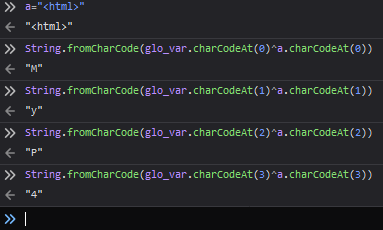 >> a="<html>"
← "<html>"
>> String.fromCharCode(glo_var.charCodeAt(0)^a.charCodeAt(0))
← "M"
>> String.fromCharCode(glo_var.charCodeAt(1)^a.charCodeAt(1))
← "y"
>> String.fromCharCode(glo_var.charCodeAt(2)^a.charCodeAt(2))
← "P"
>> String.fromCharCode(glo_var.charCodeAt(3)^a.charCodeAt(3))
← "4"
>>